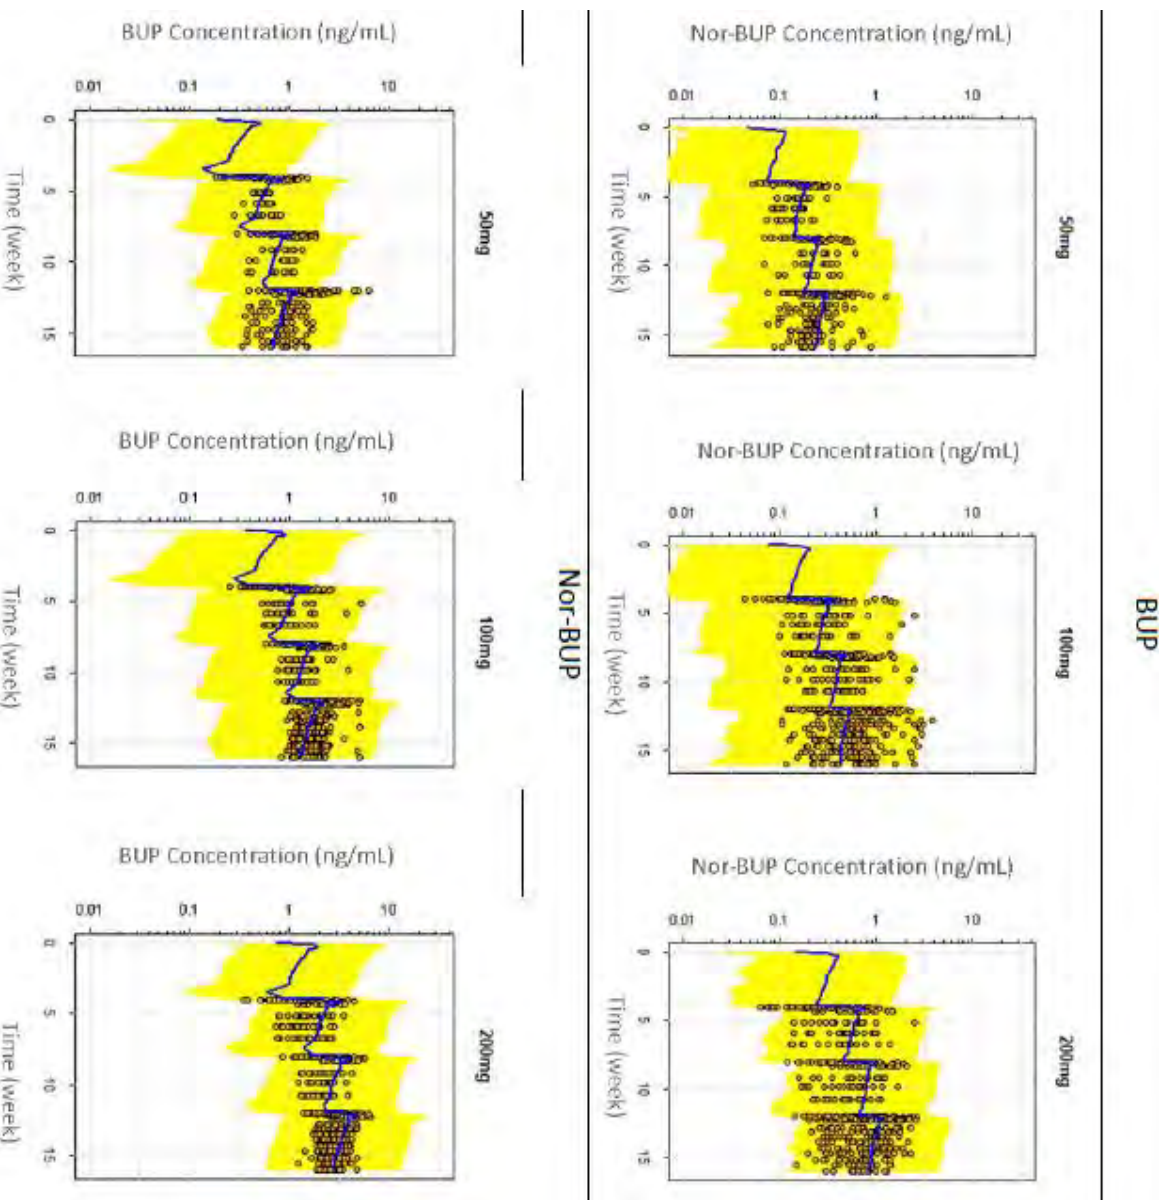 BUP
50mg
Nor-BUP Concentration (ng/mL)
0.01 0.1 1 10
0 5 10 15
Time (week)
100mg
Nor-BUP Concentration (ng/mL)
0.01 0.1 1 10
0 5 10 15
Time (week)
200mg
Nor-BUP Concentration (ng/mL)
0.01 0.1 1 10
0 5 10 15
Time (week)
Nor-BUP
50mg
BUP Concentration (ng/mL)
0.01 0.1 1 10
0 5 10 15
Time (week)
100mg
BUP Concentration (ng/mL)
0.01 0.1 1 10
0 5 10 15
Time (week)
200mg
BUP Concentration (ng/mL)
0.01 0.1 1 10
0 5 10 15
Time (week)